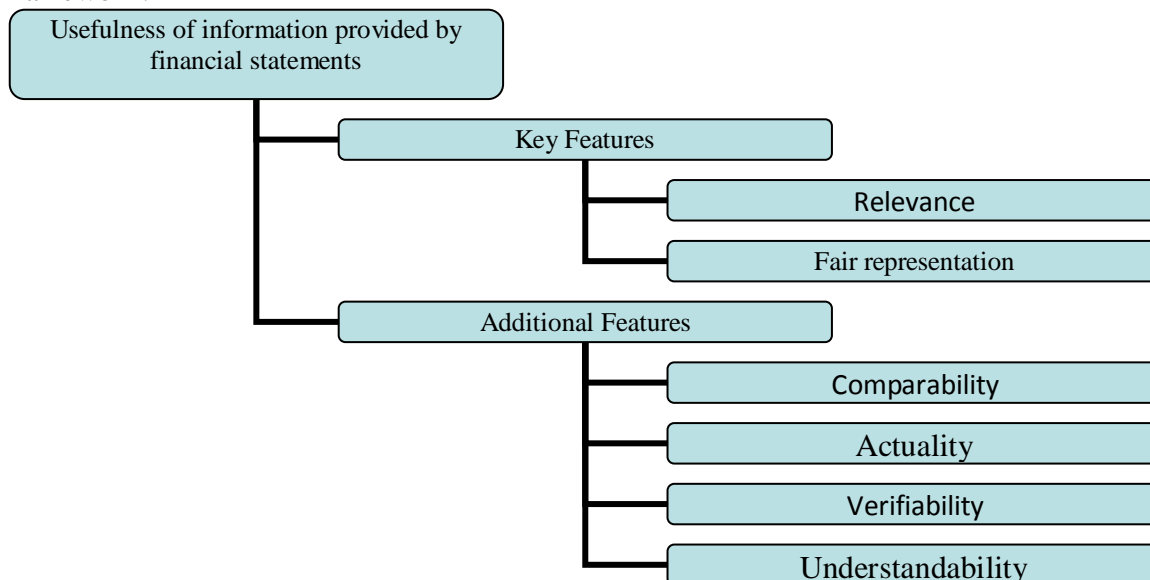 Usefulness of information provided by
financial statements
Key Features
Relevance
Fair representation
Additional Features
Comparability
Actuality
Verifiability
Understandability